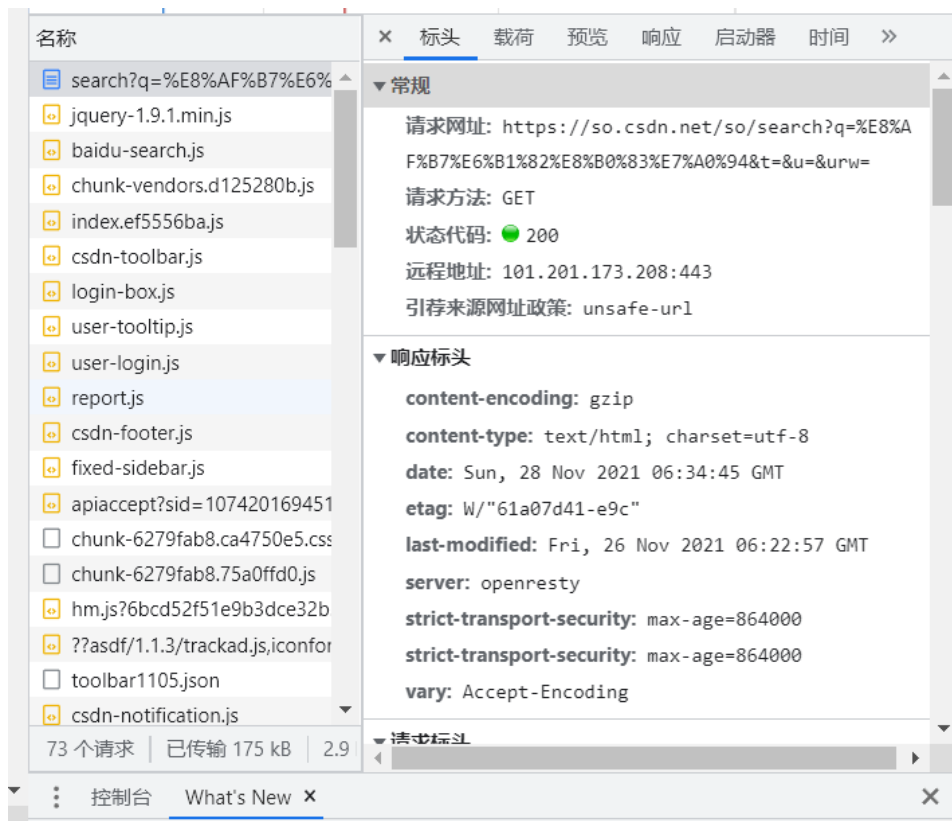 名称
search?q=%E8%AF%B7%E6%
jquery-1.9.1.min.js
baidu-search.js
chunk-vendors.d125280b.js
index.ef5556ba.js
csdn-toolbar.js
login-box.js
user-tooltip.js
user-login.js
report.js
csdn-footer.js
fixed-sidebar.js
apiaccept?sid=107420169451
chunk-6279fab8.ca4750e5.css
chunk-6279fab8.75a0ffd0.js
hm.js?6bcd52f51e9b3dce32b
??asdf/1.1.3/trackad.js,iconfor
toolbar1105.json
csdn-notification.js
73 个请求 已传输 175 kB 2.9
× 标头 载荷 预览 响应 启动器 时间 »
▼常规
请求网址: https://so.csdn.net/so/search?q=%E8%A
F%B7%E6%B1%82%E8%B0%83%E7%A0%94&t=&u=&urw=
请求方法: GET
状态代码: 200
远程地址: 101.201.173.208:443
引荐来源网址政策: unsafe-url
▼响应标头
content-encoding: gzip
content-type: text/html; charset=utf-8
date: Sun, 28 Nov 2021 06:34:45 GMT
etag: W/"61a07d41-e9c"
last-modified: Fri, 26 Nov 2021 06:22:57 GMT
server: openresty
strict-transport-security: max-age=864000
strict-transport-security: max-age=864000
vary: Accept-Encoding
▼请求标头
控制台 What's New ×